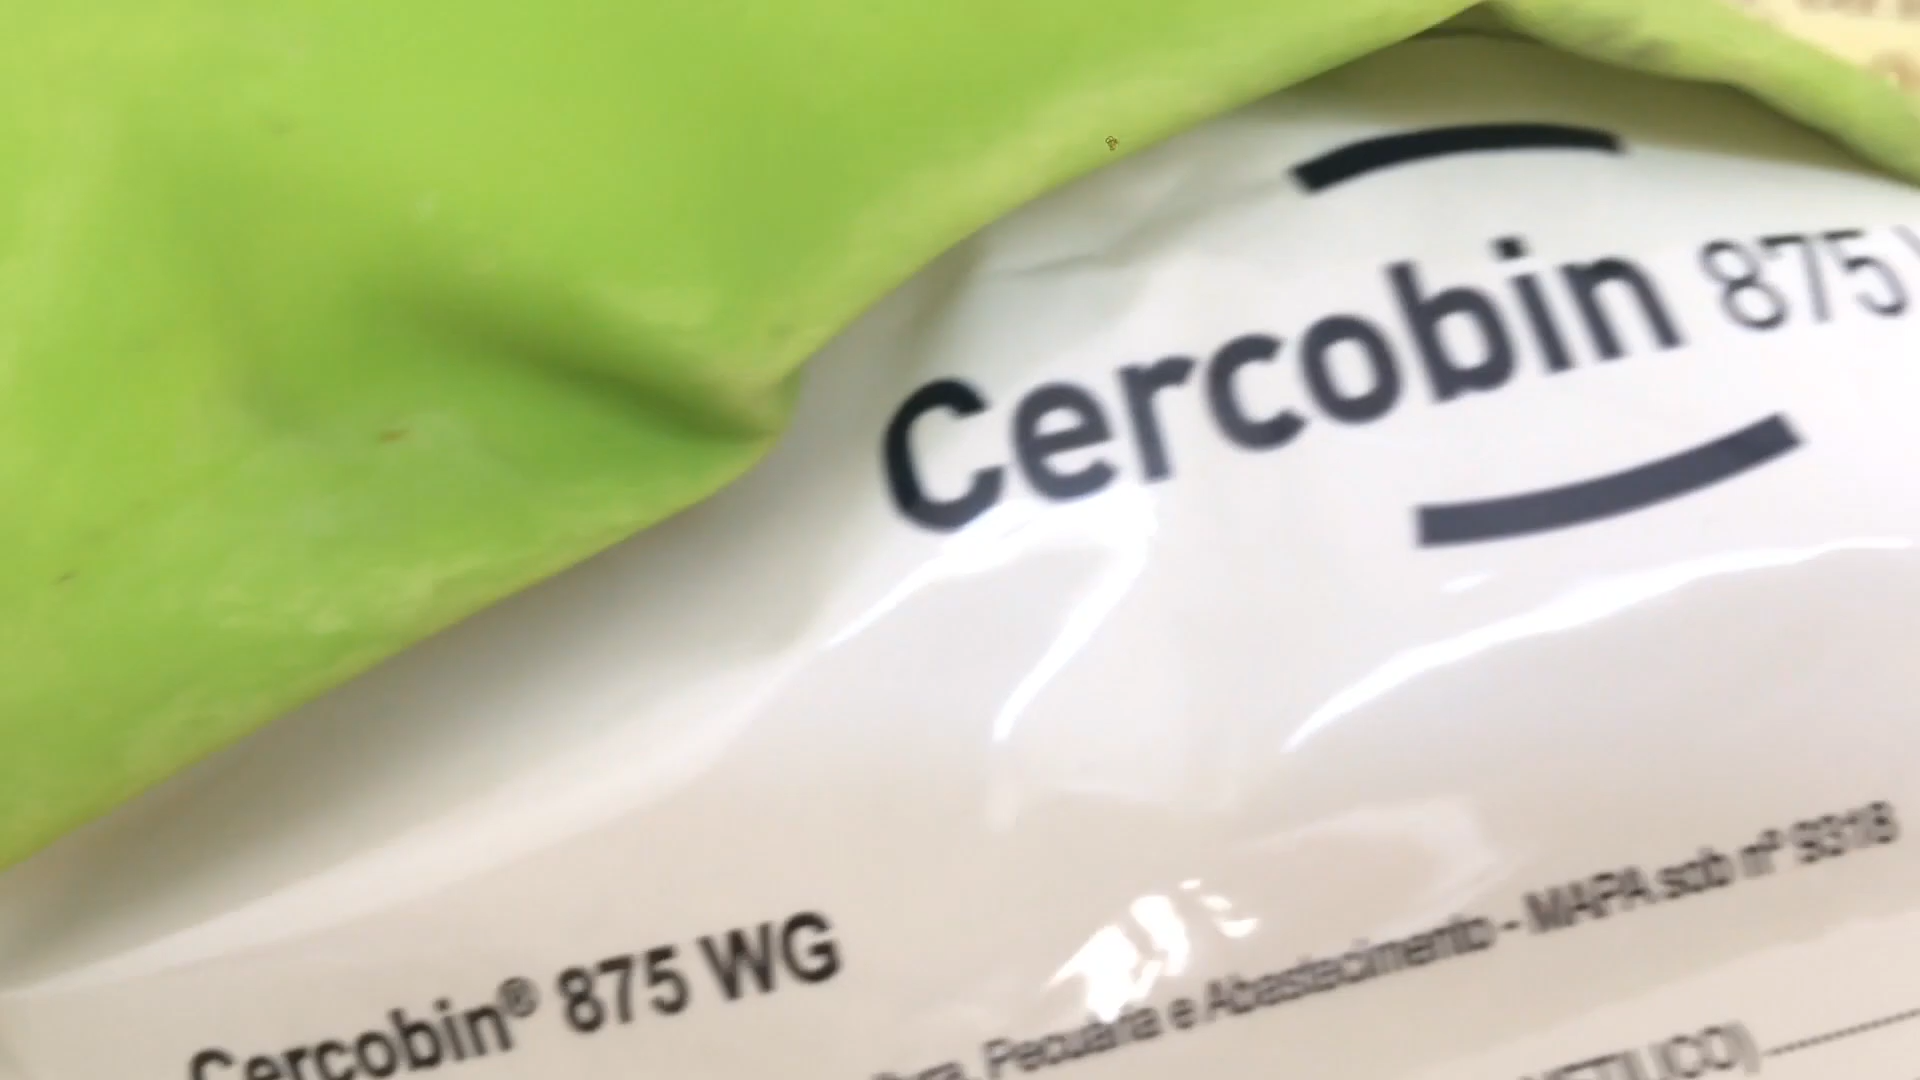 Cercobin 875
Cercobin® 875 WG
Pecuária e Abastecimento - MAPA sob nº 9318